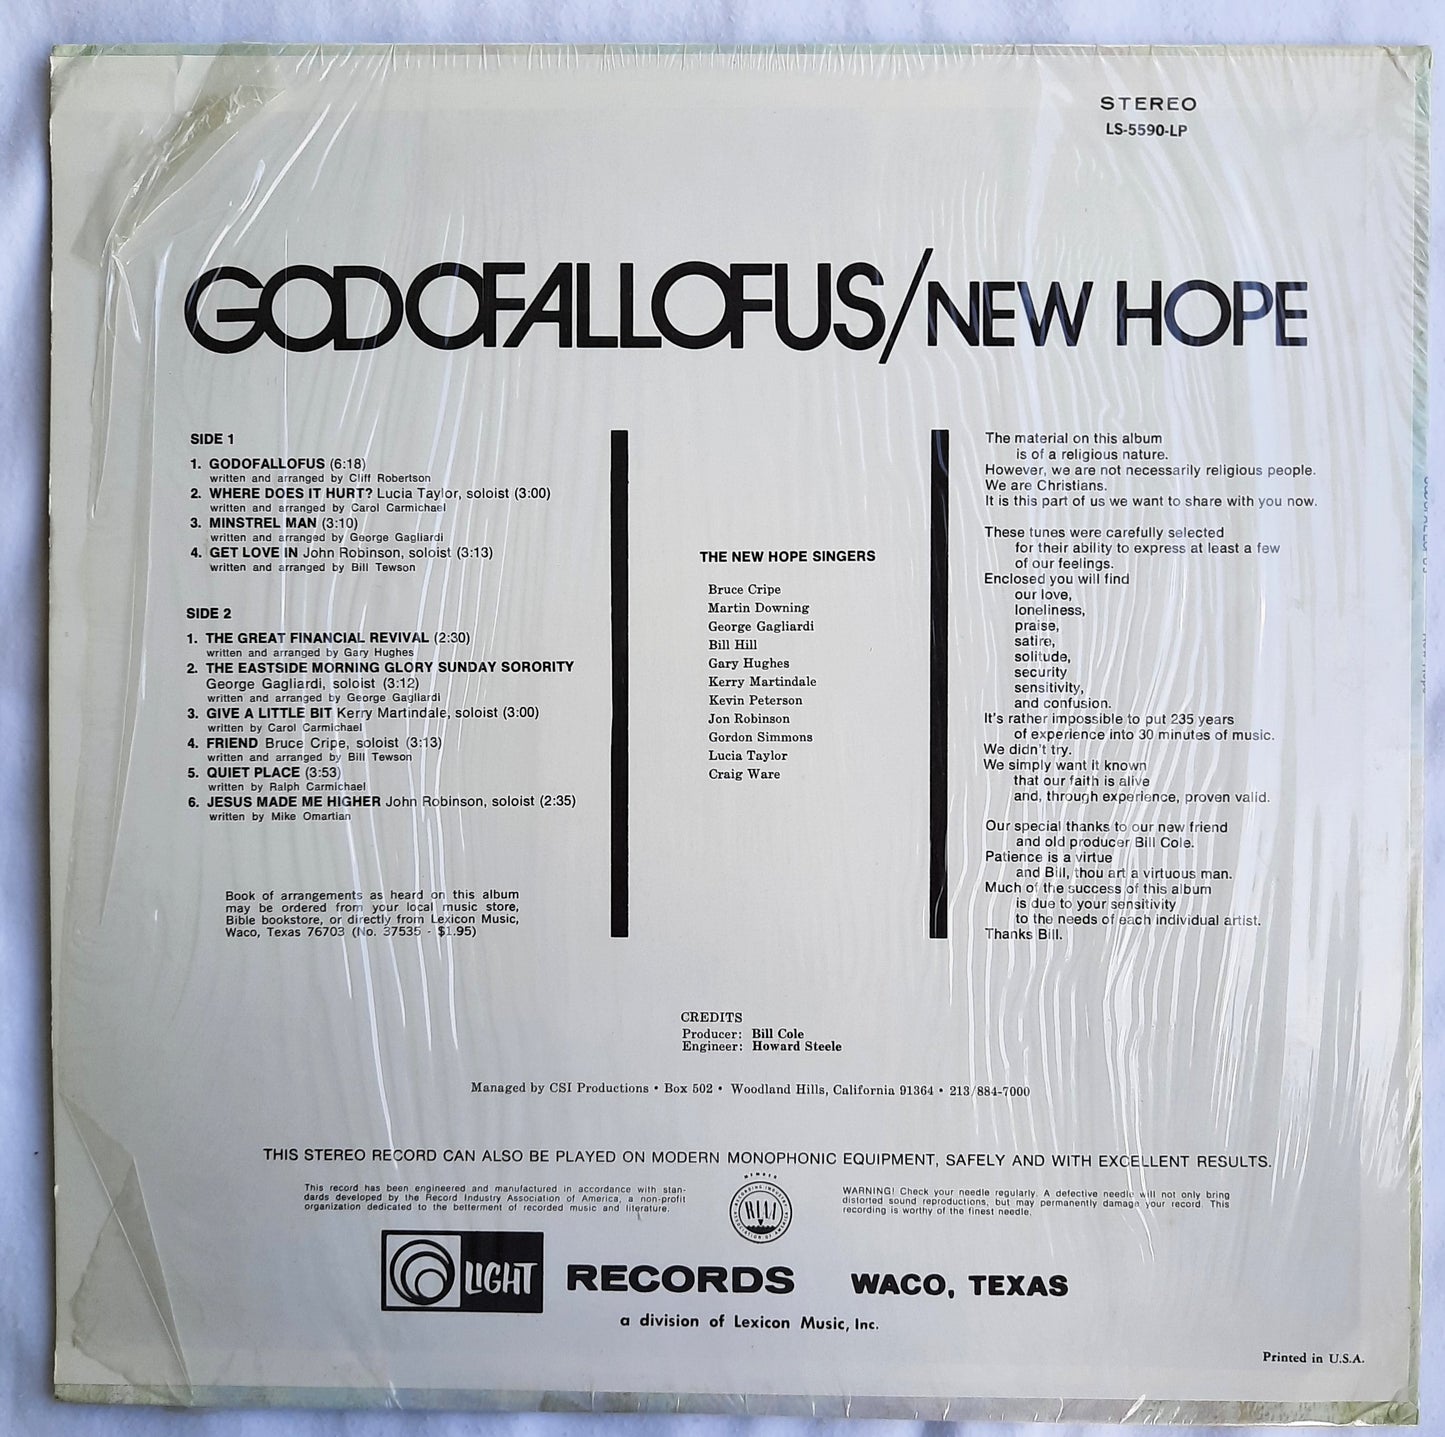 STEREO
LS-5590-LP
GODOFALLOFUS/NEW HOPE
SIDE 1
1. GODOFALLOFUS (6:18)
written and arranged by Cliff Robertson
2. WHERE DOES IT HURT? Lucia Taylor, soloist (3:00)
written and arranged by Carol Carmichael
3. MINSTREL MAN (3:10)
written and arranged by George Gagliardi
4. GET LOVE IN John Robinson, soloist (3:13)
written and arranged by Bill Tewson
SIDE 2
1. THE GREAT FINANCIAL REVIVAL (2:30)
written and arranged by Gary Hughes
2. THE EASTSIDE MORNING GLORY SUNDAY SORORITY
George Gagliardi, soloist (3:12)
written and arranged by George Gagliardi
3. GIVE A LITTLE BIT Kerry Martindale, soloist (3:00)
written by Carol Carmichael
4. FRIEND Bruce Cripe, soloist (3:13)
written and arranged by Bill Tewson
5. QUIET PLACE (3:53)
written by Ralph Carmichael
6. JESUS MADE ME HIGHER John Robinson, soloist (2:35)
written by Mike Omartian
Book of arrangements as heard on this album
may be ordered from your local music store,
Bible bookstore, or directly from Lexicon Music,
Waco, Texas 76703 (No. 37535 - $1.95)
THE NEW HOPE SINGERS
Bruce Cripe
Martin Downing
George Gagliardi
Bill Hill
Gary Hughes
Kerry Martindale
Kevin Peterson
Jon Robinson
Gordon Simmons
Lucia Taylor
Craig Ware
The material on this album
is of a religious nature.
However, we are not necessarily religious people.
We are Christians.
It is this part of us we want to share with you now.
These tunes were carefully selected
for their ability to express at least a few
of our feelings.
Enclosed you will find
our love,
loneliness,
praise,
satire,
solitude,
security
sensitivity,
and confusion.
It's rather impossible to put 235 years
of experience into 30 minutes of music.
We didn't try.
We simply want it known
that our faith is alive
and, through experience, proven valid.
Our special thanks to our new friend
and old producer Bill Cole.
Patience is a virtue
and Bill, thou art a virtuous man.
Much of the success of this album
is due to your sensitivity
to the needs of each individual artist.
Thanks Bill.
CREDITS
Producer: Bill Cole
Engineer: Howard Steele
Managed by CSI Productions • Box 502 • Woodland Hills, California 91364 • 213/884-7000
THIS STEREO RECORD CAN ALSO BE PLAYED ON MODERN MONOPHONIC EQUIPMENT, SAFELY AND WITH EXCELLENT RESULTS.
This record has been engineered and manufactured in accordance with stan-
dards developed by the Record Industry Association of America, a non-profit
organization dedicated to the betterment of recorded music and literature.
MEMBER
RECORDING INDUSTRY
RIAA
ASSOCIATION OF AMERICA
WARNING! Check your needle regularly. A defective needle will not only bring
distorted sound reproductions, but may permanently damage your record. This
recording is worthy of the finest needle.
LIGHT RECORDS WACO, TEXAS
a division of Lexicon Music, Inc.
Printed in U.S.A.